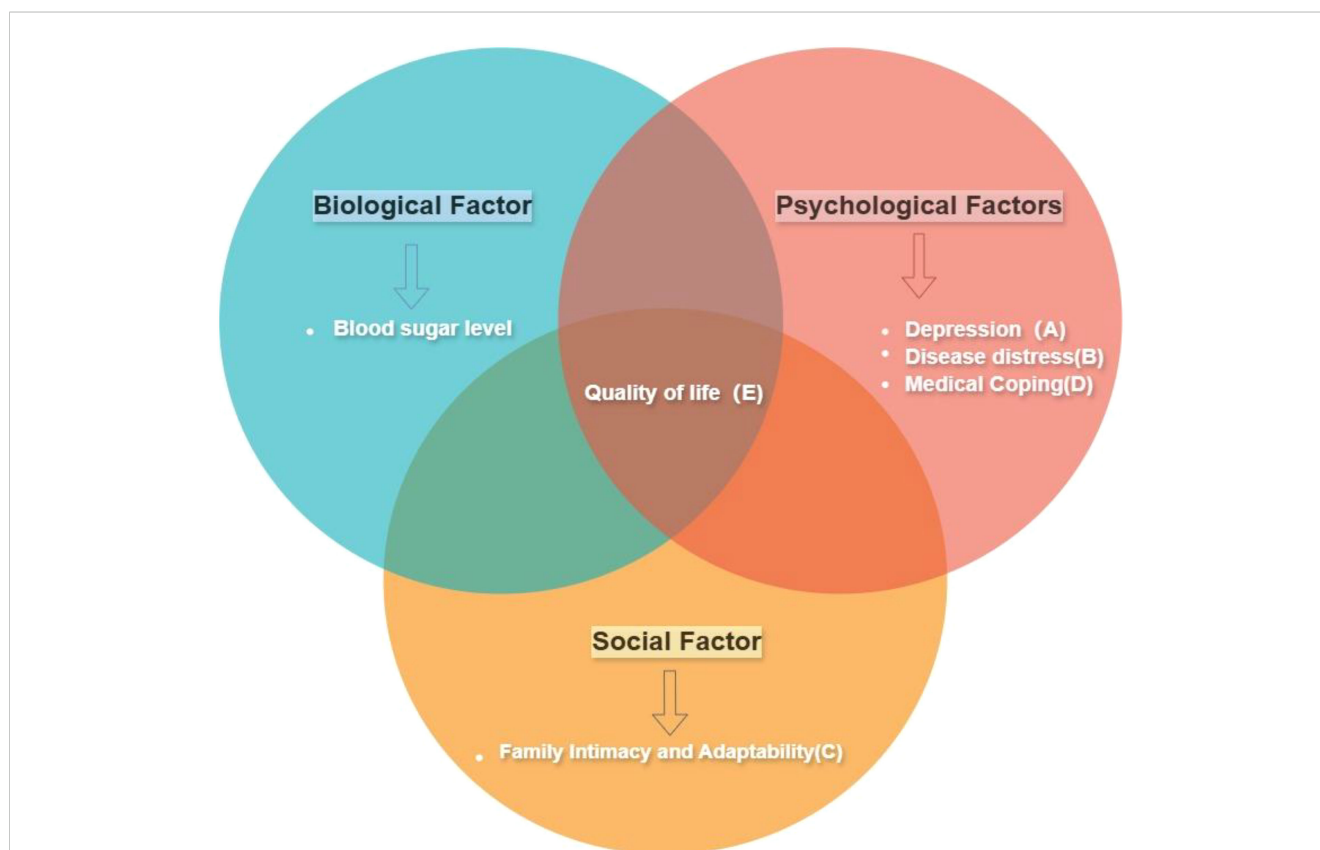 Biological Factor
• Blood sugar level
Psychological Factors
• Depression（A)
• Disease distress(B)
• Medical Coping(D)
Quality of life（E)
Social Factor
• Family Intimacy and Adaptability(C)